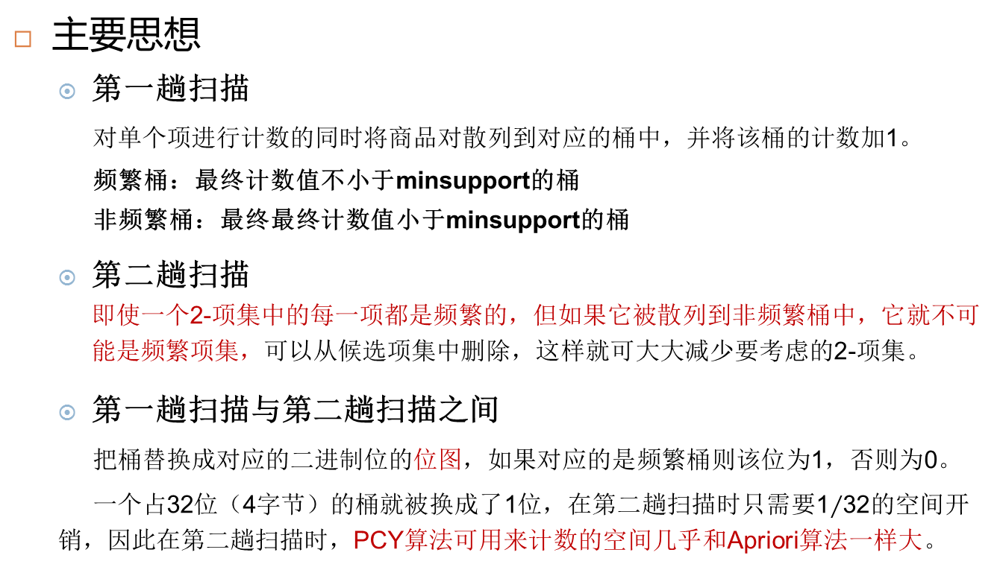 主要思想
第一趟扫描
对单个项进行计数的同时将商品对散列到对应的桶中，并将该桶的计数加1。
频繁桶：最终计数值不小于minsupport的桶
非频繁桶：最终最终计数值小于minsupport的桶
第二趟扫描
即使一个2-项集中的每一项都是频繁的，但如果它被散列到非频繁桶中，它就不可
能是频繁项集，可以从候选项集中删除，这样就可大大减少要考虑的2-项集。
第一趟扫描与第二趟扫描之间
把桶替换成对应的二进制位的位图，如果对应的是频繁桶则该位为1，否则为0。
一个占32位（4字节）的桶就被换成了1位，在第二趟扫描时只需要1/32的空间开
销，因此在第二趟扫描时，PCY算法可用来计数的空间几乎和Apriori算法一样大。